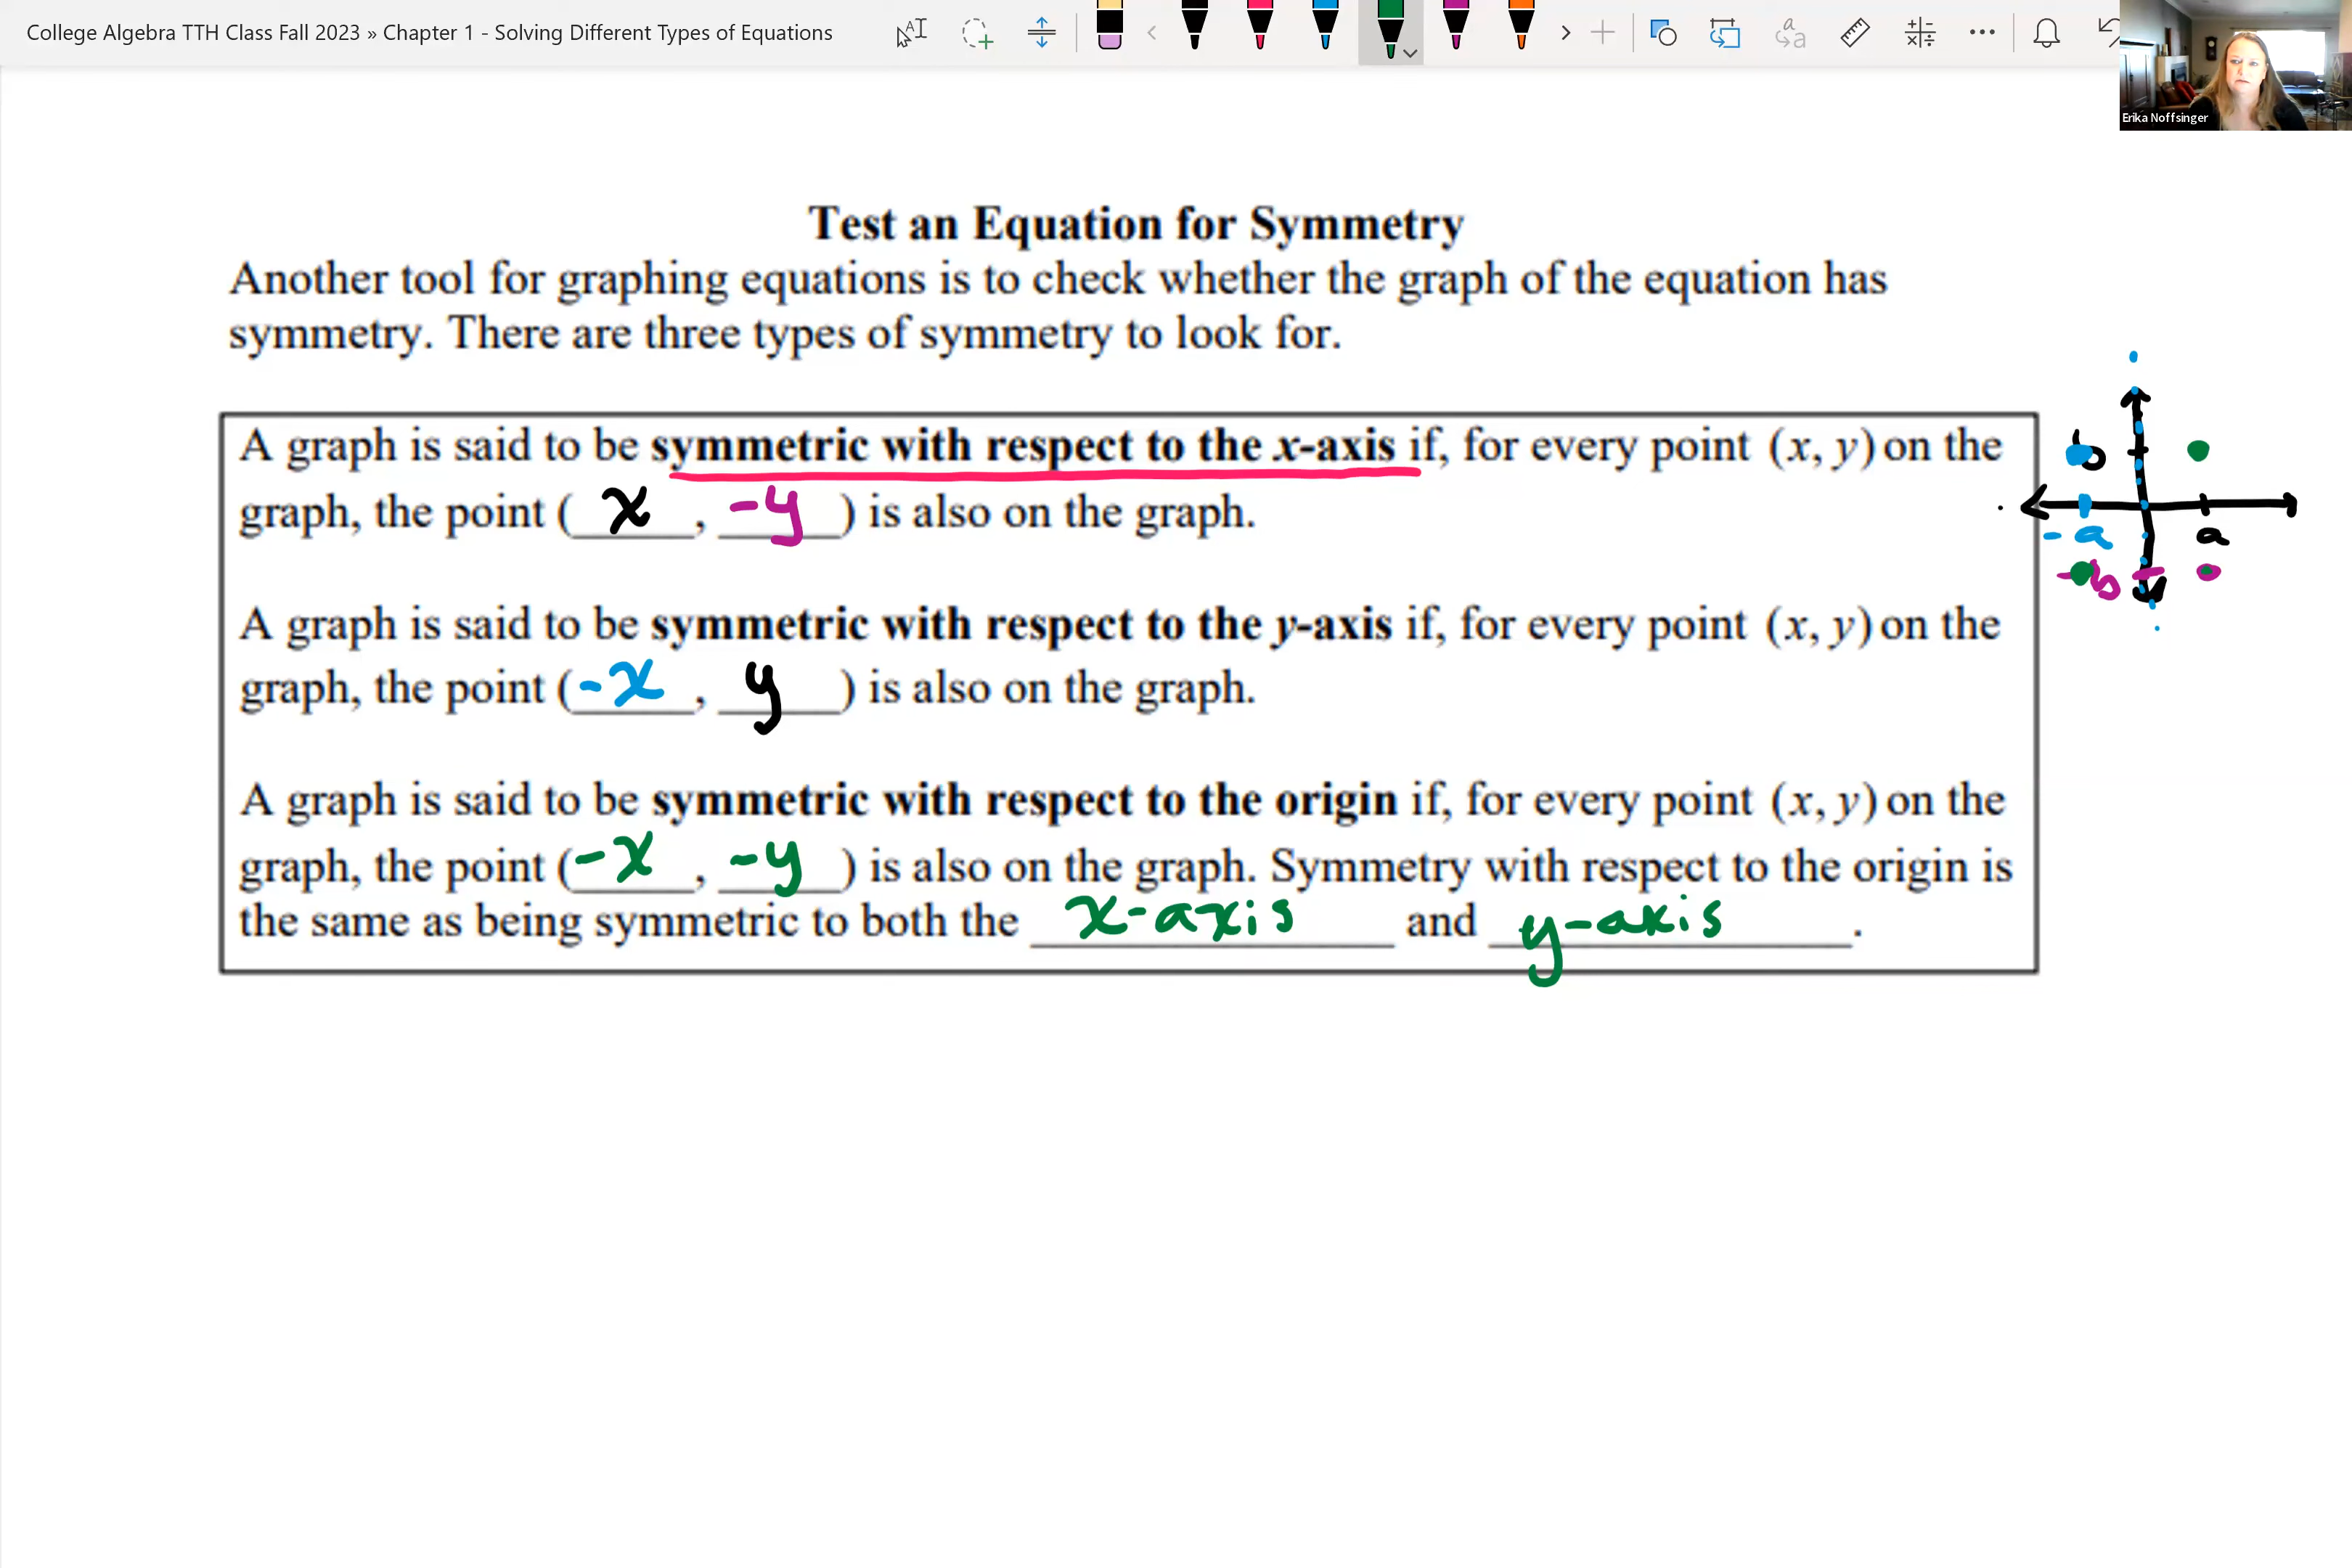 College Algebra TTH Class Fall 2023 » Chapter 1 - Solving Different Types of Equations
Erika Noffsinger
Test an Equation for Symmetry
Another tool for graphing equations is to check whether the graph of the equation has
symmetry. There are three types of symmetry to look for.
A graph is said to be symmetric with respect to the x-axis if, for every point (x, y) on the
graph, the point ( x , -y ) is also on the graph.
b
-a a
-b
A graph is said to be symmetric with respect to the y-axis if, for every point (x, y) on the
graph, the point ( -x , y ) is also on the graph.
A graph is said to be symmetric with respect to the origin if, for every point (x, y) on the
graph, the point ( -x , -y ) is also on the graph. Symmetry with respect to the origin is
the same as being symmetric to both the x-axis and y-axis .